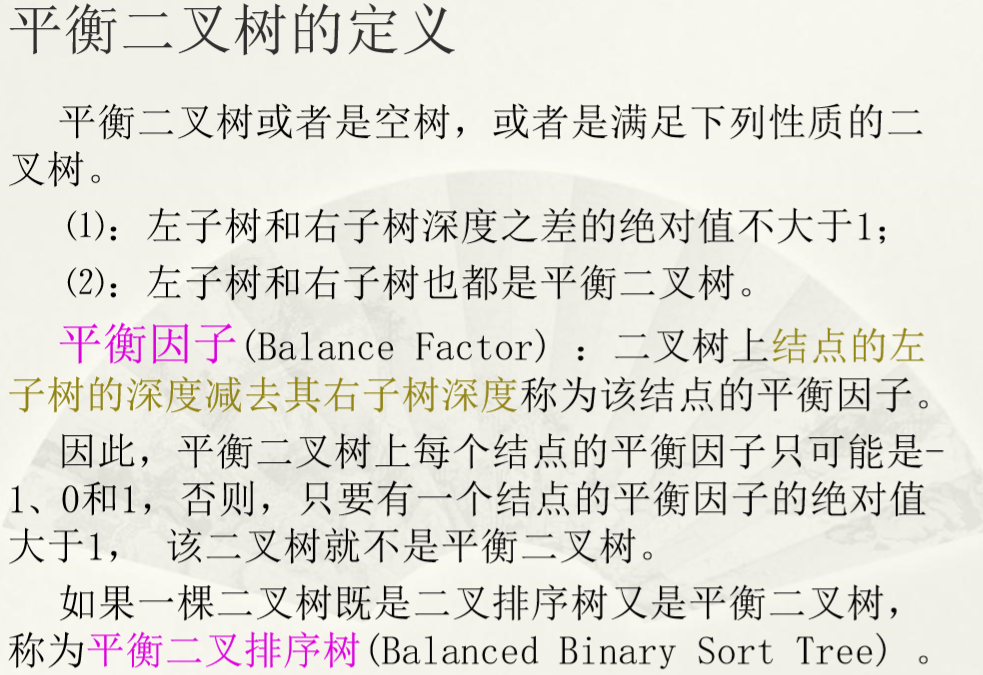 平衡二叉树的定义
平衡二叉树或者是空树，或者是满足下列性质的二
叉树。
⑴：左子树和右子树深度之差的绝对值不大于1；
⑵：左子树和右子树也都是平衡二叉树。
平衡因子(Balance Factor) ：二叉树上结点的左
子树的深度减去其右子树深度称为该结点的平衡因子。
因此，平衡二叉树上每个结点的平衡因子只可能是-
1、0和1，否则，只要有一个结点的平衡因子的绝对值
大于1， 该二叉树就不是平衡二叉树。
如果一棵二叉树既是二叉排序树又是平衡二叉树，
称为平衡二叉排序树(Balanced Binary Sort Tree) 。